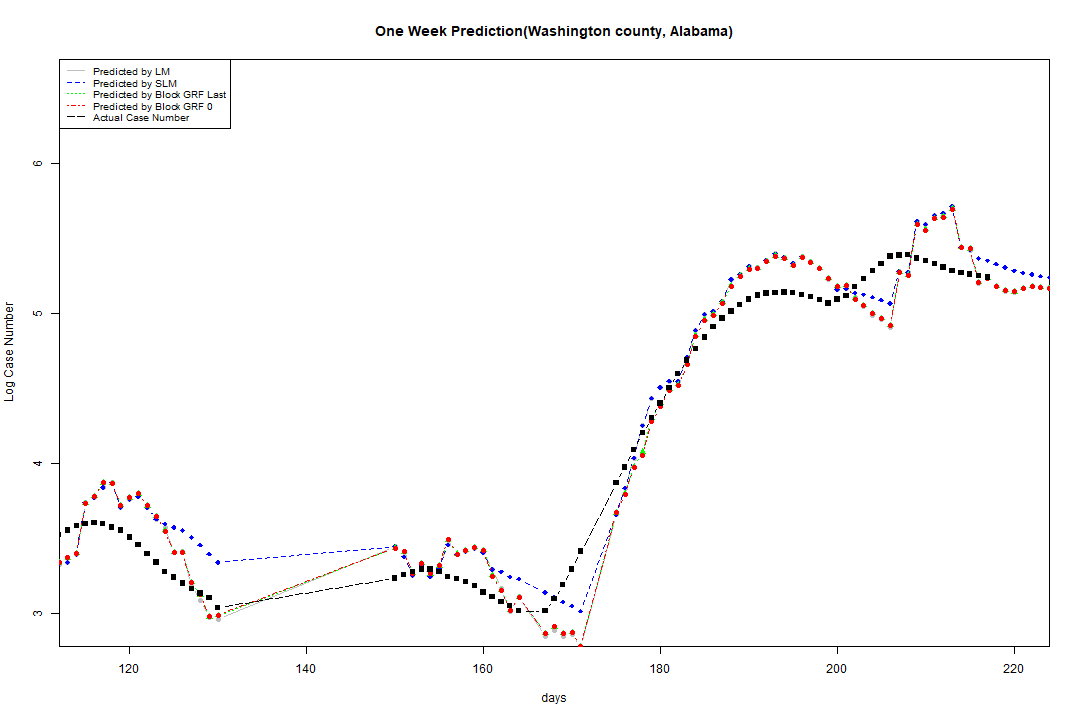 One Week Prediction(Washington county, Alabama)
Predicted by LM
Predicted by SLM
Predicted by Block GRF Last
Predicted by Block GRF 0
Actual Case Number
6
5
4
3
Log Case Number
120 140 160 180 200 220
days